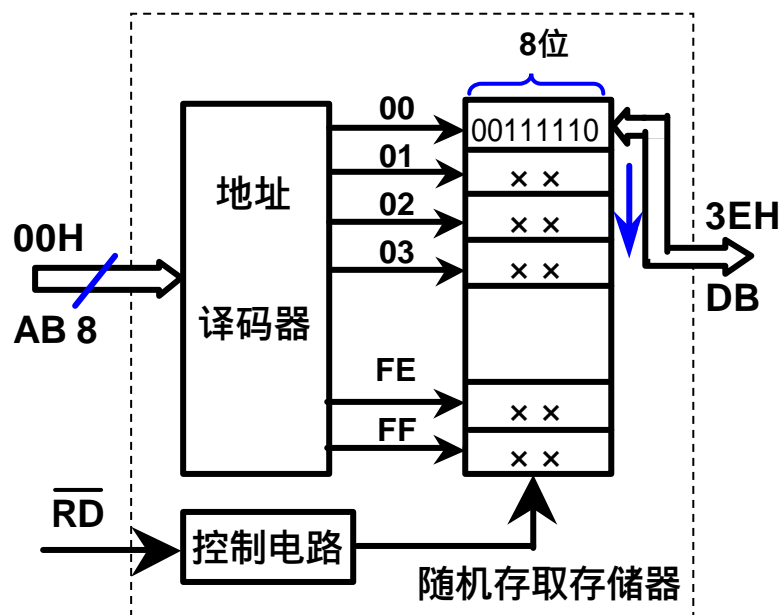 8位
00
00111110
01
× ×
地址
02
× ×
3EH
00H
03
× ×
DB
AB 8
译码器
FE
× ×
FF
× ×
R̅D̅
控制电路
随机存取存储器